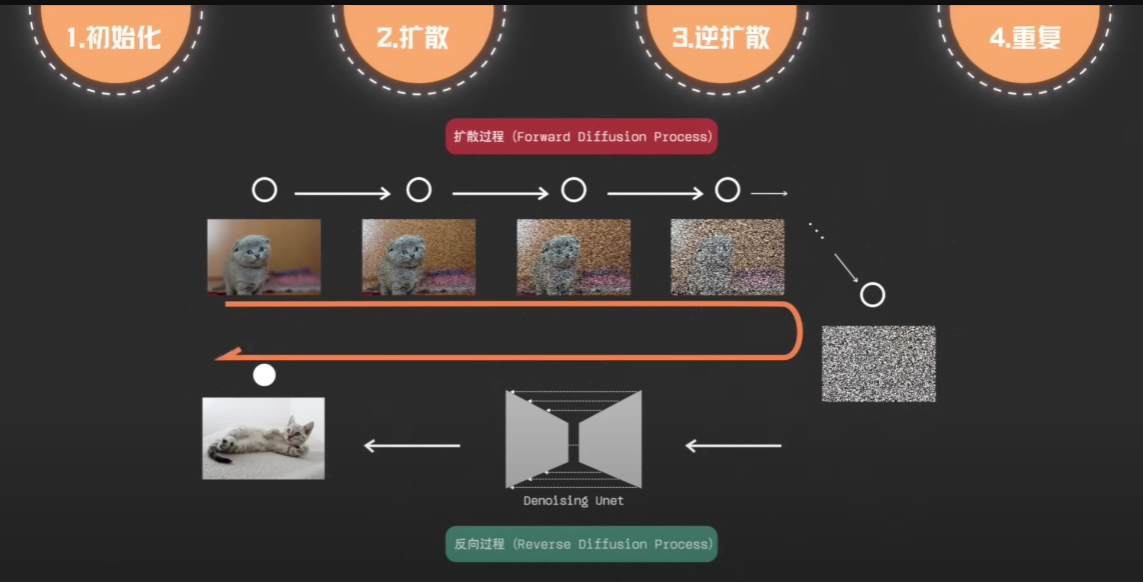 1.初始化
2.扩散
3.逆扩散
4.重复
扩散过程 (Forward Diffusion Process)
Denoising Unet
反向过程 (Reverse Diffusion Process)